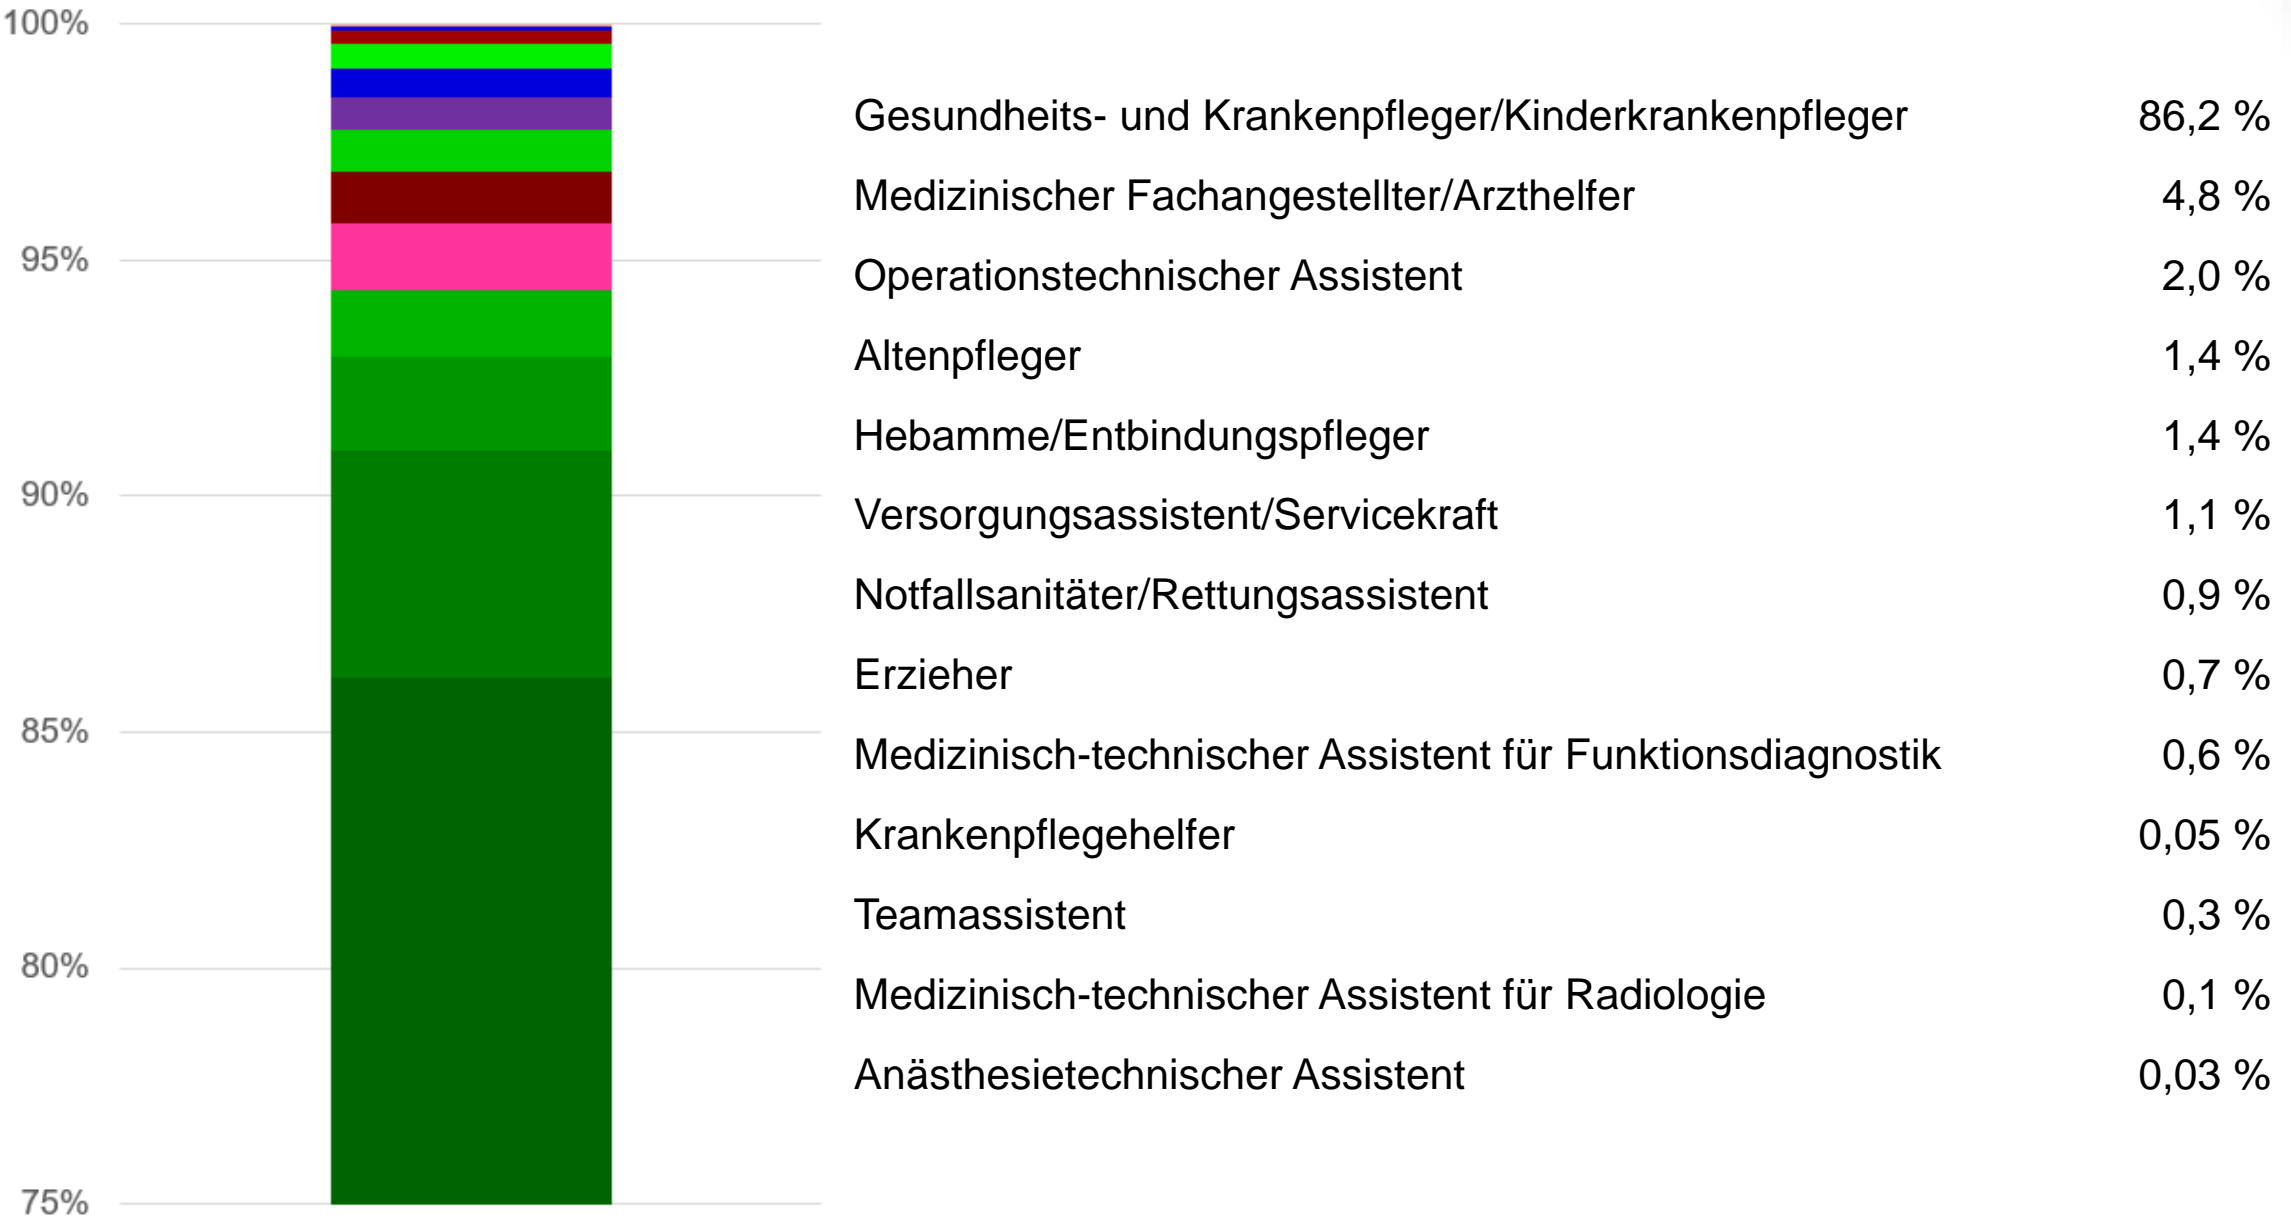 100%
95%
90%
85%
80%
75%
Gesundheits- und Krankenpfleger/Kinderkrankenpfleger 86,2 %
Medizinischer Fachangestellter/Arzthelfer 4,8 %
Operationstechnischer Assistent 2,0 %
Altenpfleger 1,4 %
Hebamme/Entbindungspfleger 1,4 %
Versorgungsassistent/Servicekraft 1,1 %
Notfallsanitäter/Rettungsassistent 0,9 %
Erzieher 0,7 %
Medizinisch-technischer Assistent für Funktionsdiagnostik 0,6 %
Krankenpflegehelfer 0,05 %
Teamassistent 0,3 %
Medizinisch-technischer Assistent für Radiologie 0,1 %
Anästhesietechnischer Assistent 0,03 %